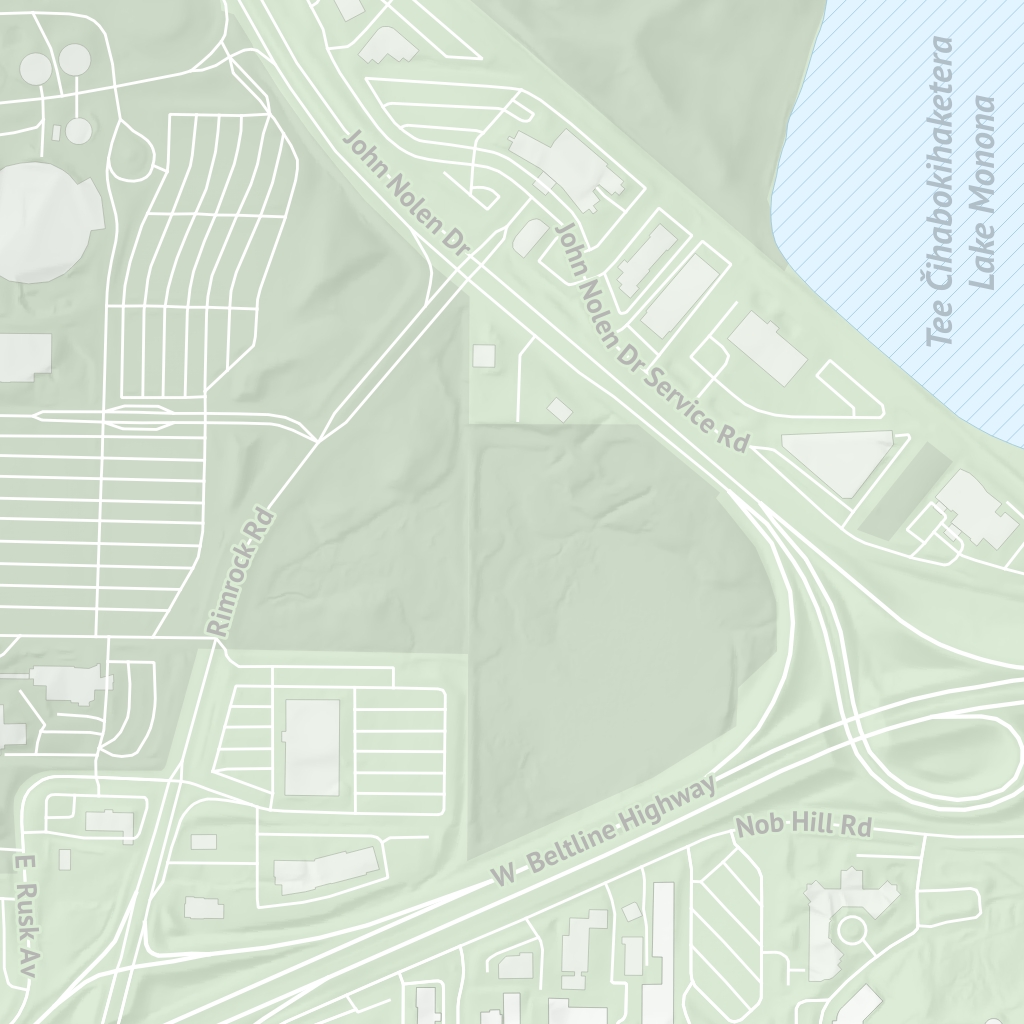 Tee Čihabokihaketera
Lake Monona
John Nolen Dr
John Nolen Dr Service Rd
Rimrock Rd
W Beltline Highway
Nob Hill Rd
E Rusk Av